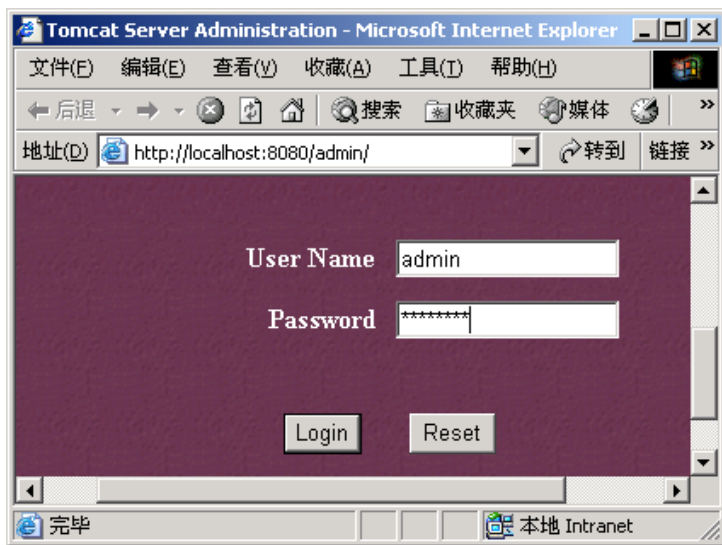 Tomcat Server Administration - Microsoft Internet Explorer
文件(F) 编辑(E) 查看(V) 收藏(A) 工具(T) 帮助(H)
后退 搜索 收藏夹 媒体 »
地址(D) http://localhost:8080/admin/ 转到 链接 »
User Name admin
Password ********
Login Reset
完毕 本地 Intranet